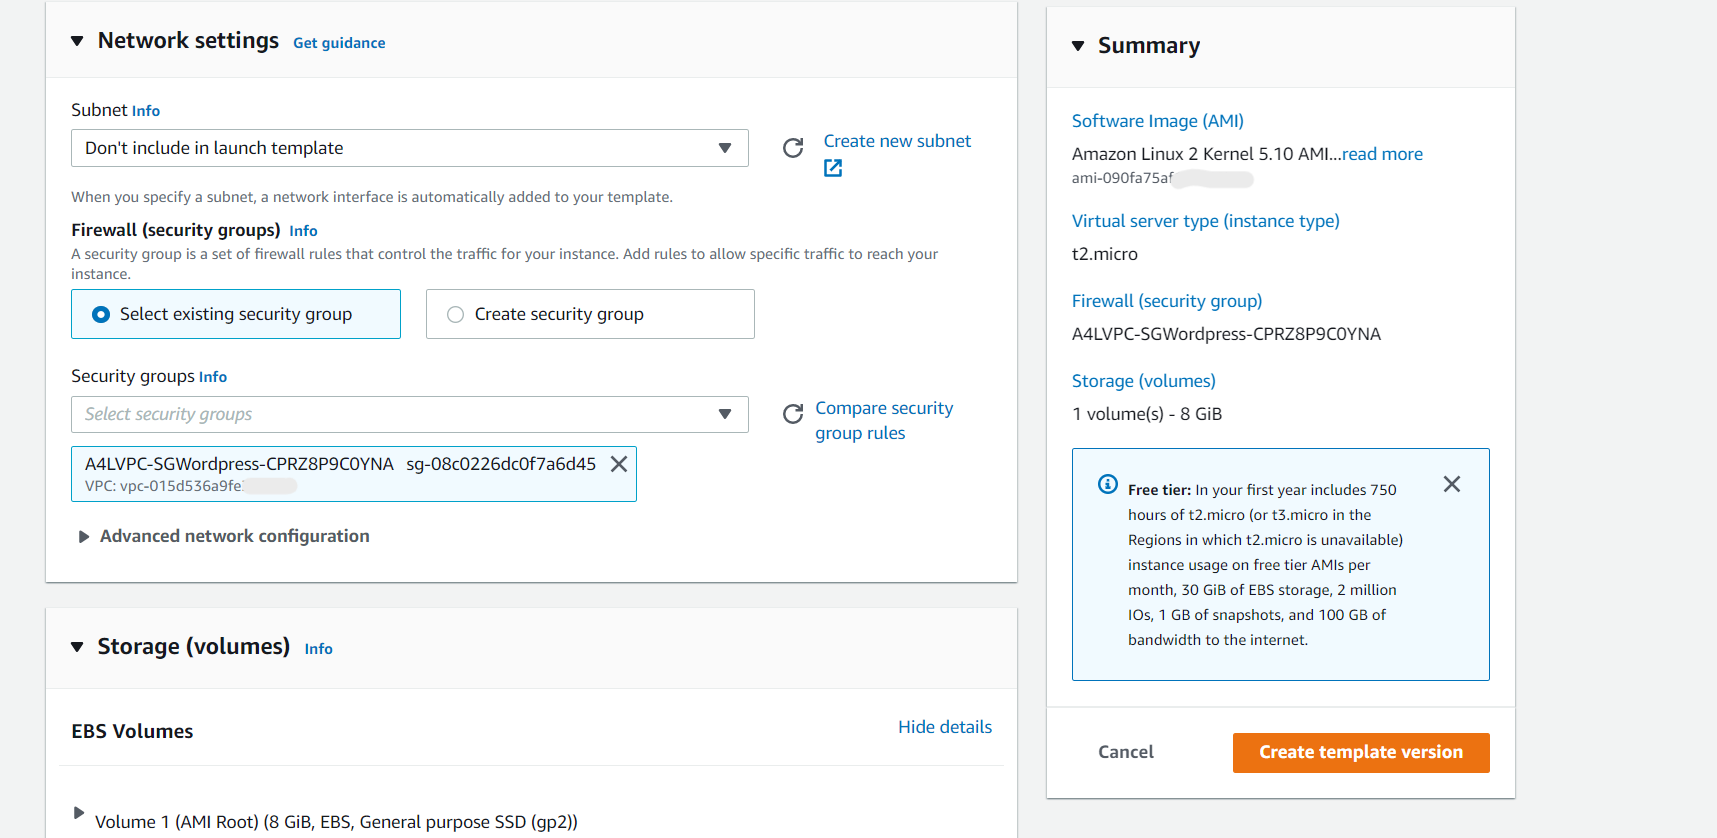 Network settings Get guidance
Subnet Info
Don't include in launch template
Create new subnet
When you specify a subnet, a network interface is automatically added to your template.
Firewall (security groups) Info
A security group is a set of firewall rules that control the traffic for your instance. Add rules to allow specific traffic to reach your
instance.
Select existing security group
Create security group
Security groups Info
Select security groups
Compare security
group rules
A4LVPC-SGWordpress-CPRZ8P9C0YNA sg-08c0226dc0f7a6d45
VPC: vpc-015d536a9fe
Advanced network configuration
Storage (volumes) Info
EBS Volumes
Hide details
Volume 1 (AMI Root) (8 GiB, EBS, General purpose SSD (gp2))
Summary
Software Image (AMI)
Amazon Linux 2 Kernel 5.10 AMI...read more
ami-090fa75af
Virtual server type (instance type)
t2.micro
Firewall (security group)
A4LVPC-SGWordpress-CPRZ8P9C0YNA
Storage (volumes)
1 volume(s) - 8 GiB
Free tier: In your first year includes 750
hours of t2.micro (or t3.micro in the
Regions in which t2.micro is unavailable)
instance usage on free tier AMIs per
month, 30 GiB of EBS storage, 2 million
IOs, 1 GB of snapshots, and 100 GB of
bandwidth to the internet.
Cancel
Create template version